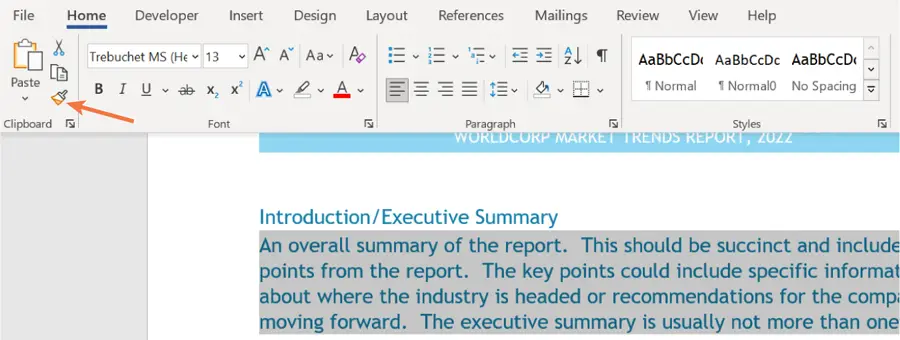 File Home Developer Insert Design Layout References Mailings Review View Help
Paste
Trebuchet MS (He 13
Aa
B I U ab x₂ x² A A
AaBbCcDc AaBbCcDc AaBbCcDc
¶ Normal ¶ Normal0 No Spacing
Clipboard Font Paragraph Styles
WORLDCORP MARKET TRENDS REPORT, 2022
Introduction/Executive Summary
An overall summary of the report. This should be succinct and include
points from the report. The key points could include specific informat
about where the industry is headed or recommendations for the compa
moving forward. The executive summary is usually not more than one